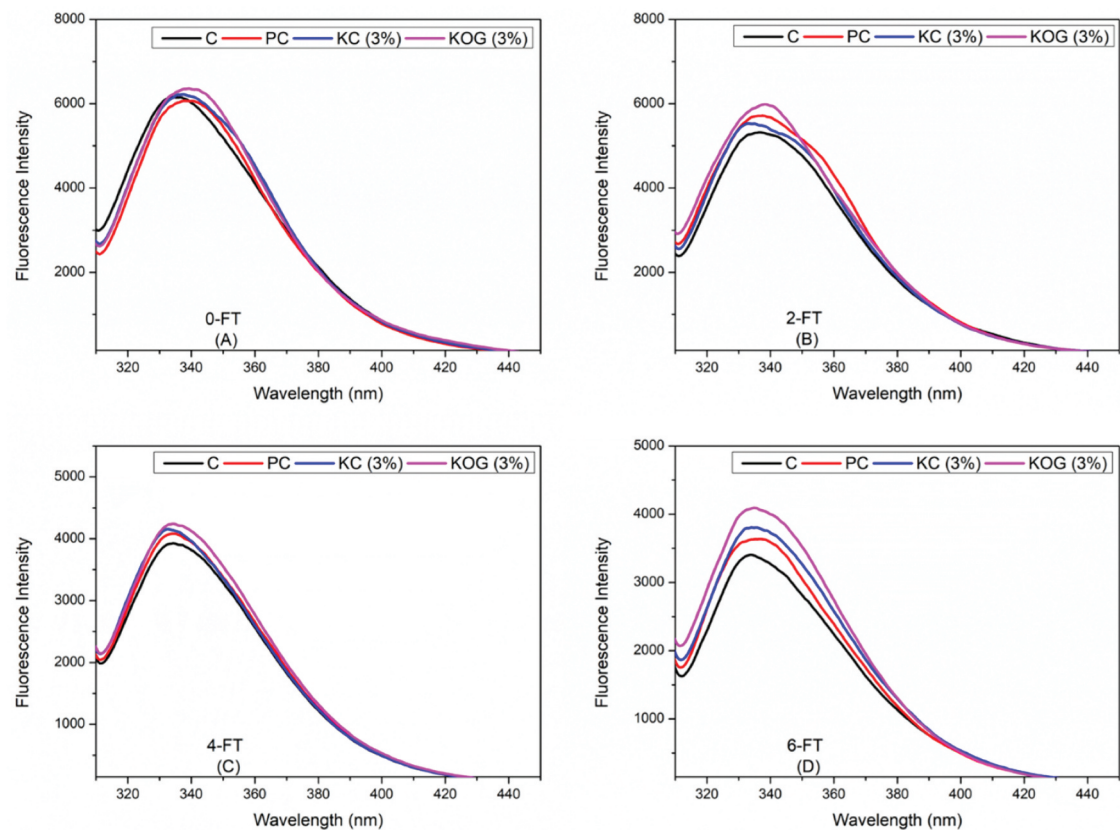 C PC KC (3%) KOG (3%)
8000
6000
4000
2000
Fluorescence Intensity
0-FT
(A)
320 340 360 380 400 420 440
Wavelength (nm)
C PC KC (3%) KOG (3%)
8000
6000
4000
2000
Fluorescence Intensity
2-FT
(B)
320 340 360 380 400 420 440
Wavelength (nm)
C PC KC (3%) KOG (3%)
5000
4000
3000
2000
1000
Fluorescence Intensity
4-FT
(C)
320 340 360 380 400 420 440
Wavelength (nm)
C PC KC (3%) KOG (3%)
5000
4000
3000
2000
1000
Fluorescence Intensity
6-FT
(D)
320 340 360 380 400 420 440
Wavelength (nm)